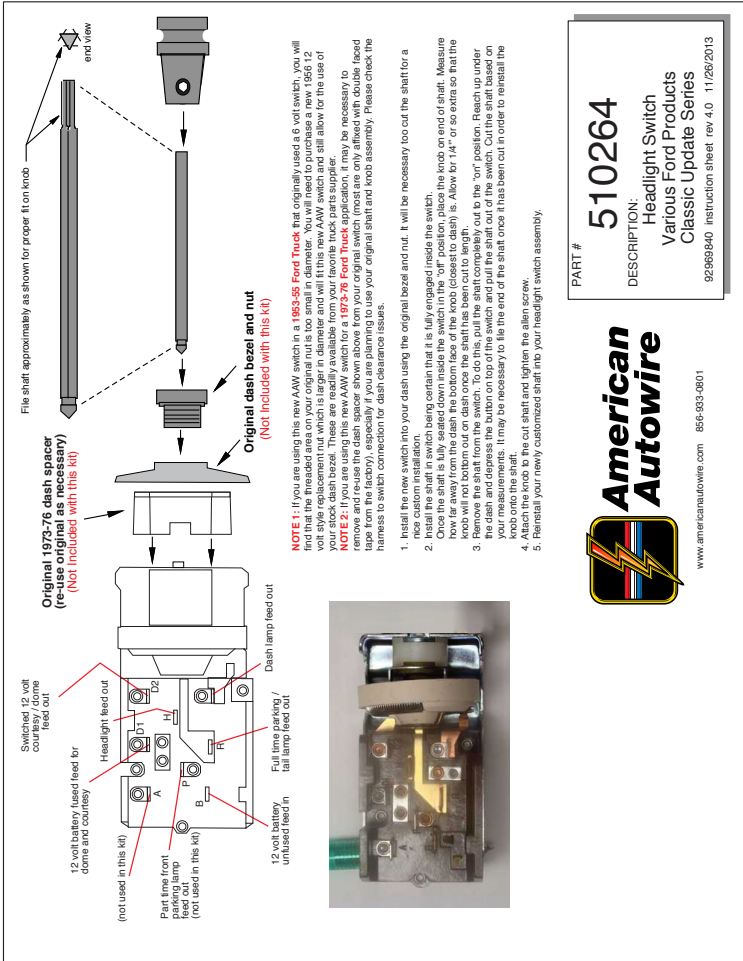 File shaft approximately as shown for proper fit on knob
end view
Original 1973-76 dash spacer
(re-use original as necessary)
(Not Included with this kit)
Original dash bezel and nut
(Not Included with this kit)
Switched 12 volt
courtesy / dome
feed out
12 volt battery fused feed for
dome and courtesy
Headlight feed out
(not used in this kit)
Part time front
parking lamp
feed out
(not used in this kit)
12 volt battery
unfused feed in
Full time parking /
tail lamp feed out
Dash lamp feed out
D2
D1
H
A
P
R
B
NOTE 1: If you are using this new AAW switch in a 1953-55 Ford Truck that originally used a 6 volt switch, you will
find that the threaded area on your original nut is too small in diameter. You will need to purchase a new 1956 12
volt style replacement nut which is larger in diameter and will fit this new AAW switch and still allow for the use of
your stock dash bezel. These are readilly available from your favorite truck parts supplier.
NOTE 2: If you are using this new AAW switch for a 1973-76 Ford Truck application, it may be necessary to
remove and re-use the dash spacer shown above from your original switch (most are only affixed with double faced
tape from the factory), especially if you are planning to use your original shaft and knob assembly. Please check the
harness to switch connection for dash clearance issues.
1. Install the new switch into your dash using the original bezel and nut. It will be necessary too cut the shaft for a
nice custom installation.
2. Install the shaft in switch being certain that it is fully engaged inside the switch.
Once the shaft is fully seated down inside the switch in the "off" position, place the knob on end of shaft. Measure
how far away from the dash the bottom face of the knob (closest to dash) is. Allow for 1/4" or so extra so that the
knob will not bottom out on dash once the shaft has been cut to length.
3. Remove the shaft from the switch. To do this, pull the shaft completely out to the "on" position. Reach up under
the dash and depress the button on top of the switch and pull the shaft out of the switch. Cut the shaft based on
your measurements. It may be necessary to file the end of the shaft once it has been cut in order to reinstall the
knob onto the shaft.
4. Attach the knob to the cut shaft and tighten the allen screw.
5. Reinstall your newly customized shaft into your headlight switch assembly.
American
Autowire
www.americanautowire.com 856-933-0801
PART #
510264
DESCRIPTION:
Headlight Switch
Various Ford Products
Classic Update Series
92969840 instruction sheet rev 4.0 11/26/2013